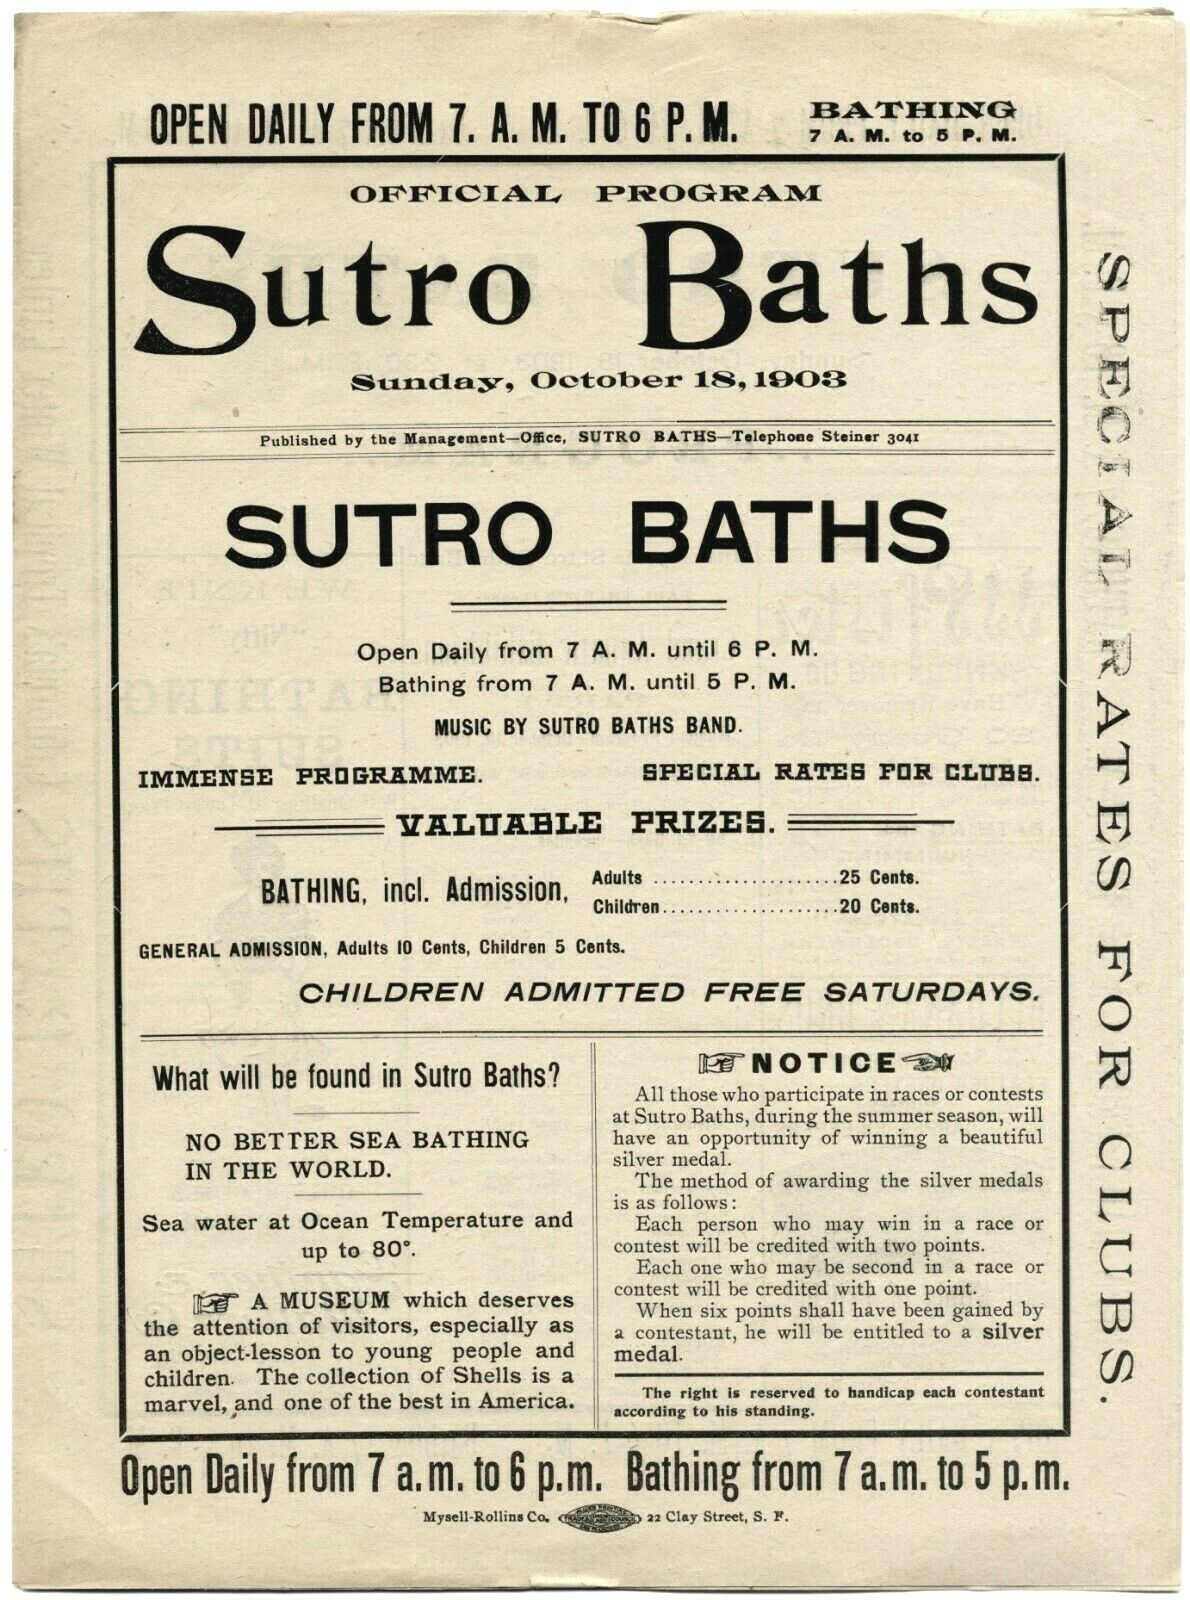 OPEN DAILY FROM 7. A. M. TO 6 P. M.
BATHING
7 A. M. to 5 P. M.
OFFICIAL PROGRAM
Sutro Baths
Sunday, October 18, 1903
Published by the Management—Office, SUTRO BATHS—Telephone Steiner 3041
SUTRO BATHS
Open Daily from 7 A. M. until 6 P. M.
Bathing from 7 A. M. until 5 P. M.
MUSIC BY SUTRO BATHS BAND.
IMMENSE PROGRAMME. SPECIAL RATES FOR CLUBS.
VALUABLE PRIZES.
BATHING, incl. Admission,
Adults .....................25 Cents.
Children....................20 Cents.
GENERAL ADMISSION, Adults 10 Cents, Children 5 Cents.
CHILDREN ADMITTED FREE SATURDAYS.
What will be found in Sutro Baths?
NO BETTER SEA BATHING
IN THE WORLD.
Sea water at Ocean Temperature and
up to 80°.
A MUSEUM which deserves
the attention of visitors, especially as
an object-lesson to young people and
children. The collection of Shells is a
marvel, and one of the best in America.
NOTICE
All those who participate in races or contests
at Sutro Baths, during the summer season, will
have an opportunity of winning a beautiful
silver medal.
The method of awarding the silver medals
is as follows:
Each person who may win in a race or
contest will be credited with two points.
Each one who may be second in a race or
contest will be credited with one point.
When six points shall have been gained by
a contestant, he will be entitled to a silver
medal.
The right is reserved to handicap each contestant
according to his standing.
SPECIAL RATES FOR CLUBS.
Open Daily from 7 a.m. to 6 p.m. Bathing from 7 a.m. to 5 p.m.
Mysell-Rollins Co. 22 Clay Street, S. F.